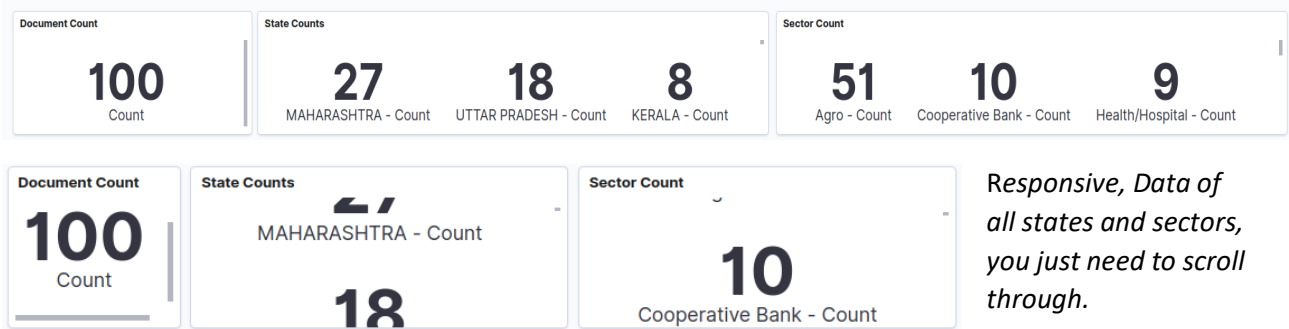 Document Count
100
Count
State Counts
27 18 8
MAHARASHTRA - Count UTTAR PRADESH - Count KERALA - Count
Sector Count
51 10 9
Agro - Count Cooperative Bank - Count Health/Hospital - Count
Document Count
100
Count
State Counts
27
MAHARASHTRA - Count
18
Sector Count
10
Cooperative Bank - Count
Responsive, Data of
all states and sectors,
you just need to scroll
through.